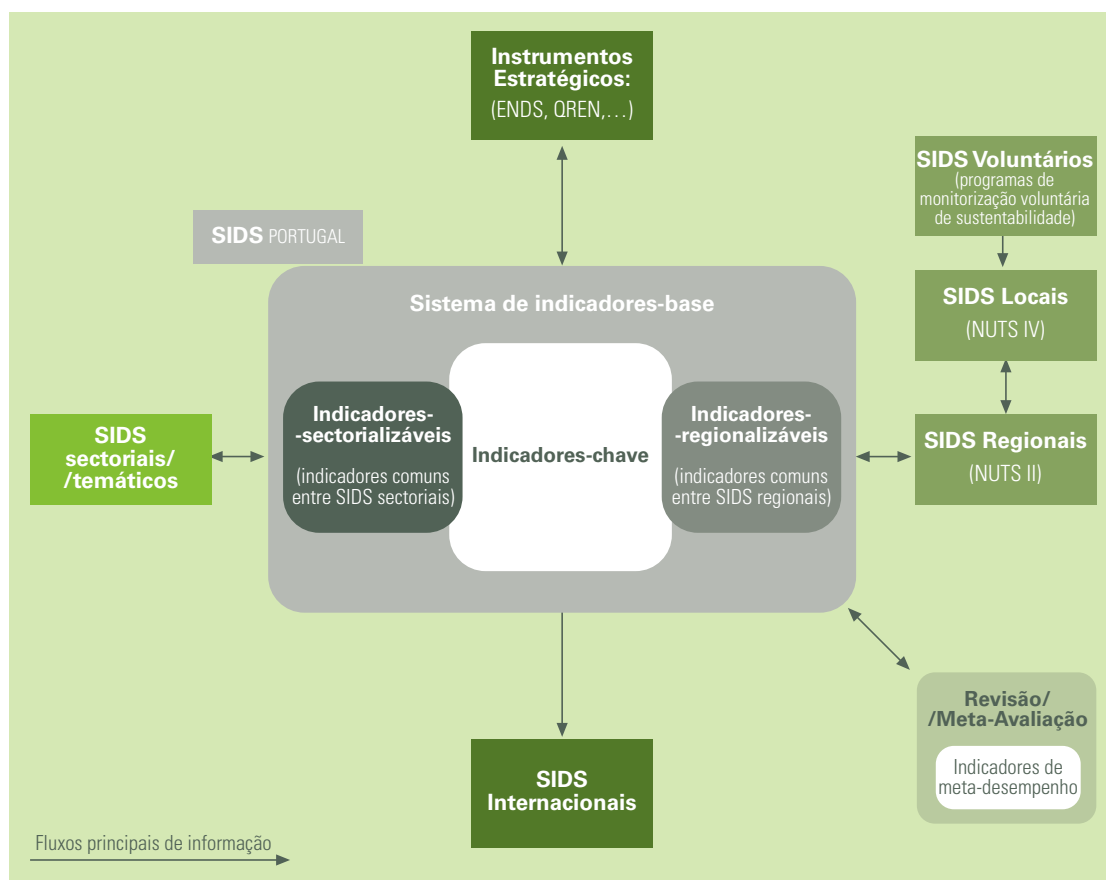 Instrumentos
Estratégicos:
(ENDS, QREN,…)
SIDS Voluntários
(programas de
monitorização voluntária
de sustentabilidade)
SIDS PORTUGAL
SIDS Locais
(NUTS IV)
Sistema de indicadores-base
Indicadores-
-sectorializáveis
(indicadores comuns
entre SIDS sectoriais)
Indicadores-chave
Indicadores-
-regionalizáveis
(indicadores comuns
entre SIDS regionais)
SIDS
sectoriais/
/temáticos
SIDS Regionais
(NUTS II)
Revisão/
/Meta-Avaliação
Indicadores de
meta-desempenho
SIDS
Internacionais
Fluxos principais de informação